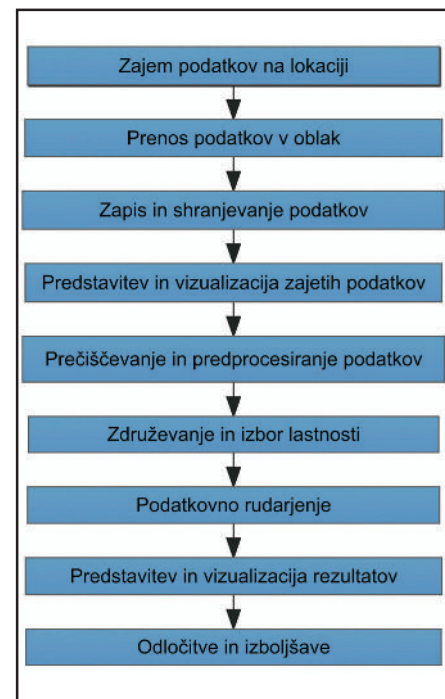 Zajem podatkov na lokaciji
Prenos podatkov v oblak
Zapis in shranjevanje podatkov
Predstavitev in vizualizacija zajetih podatkov
Prečiščevanje in predprocesiranje podatkov
Združevanje in izbor lastnosti
Podatkovno rudarjenje
Predstavitev in vizualizacija rezultatov
Odločitve in izboljšave